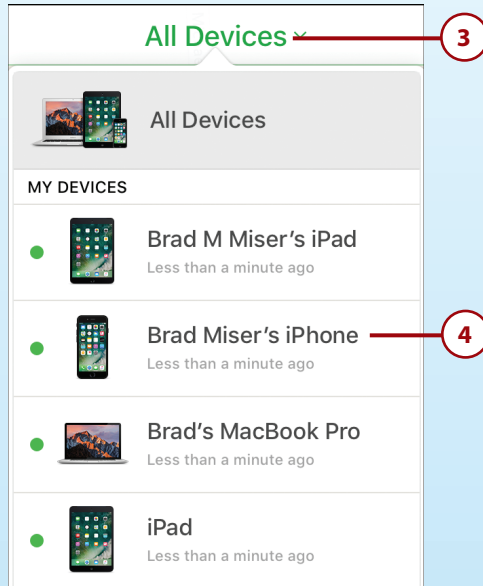 All Devices
3
All Devices
MY DEVICES
Brad M Miser’s iPad
Less than a minute ago
Brad Miser’s iPhone
4
Less than a minute ago
Brad’s MacBook Pro
Less than a minute ago
iPad
Less than a minute ago